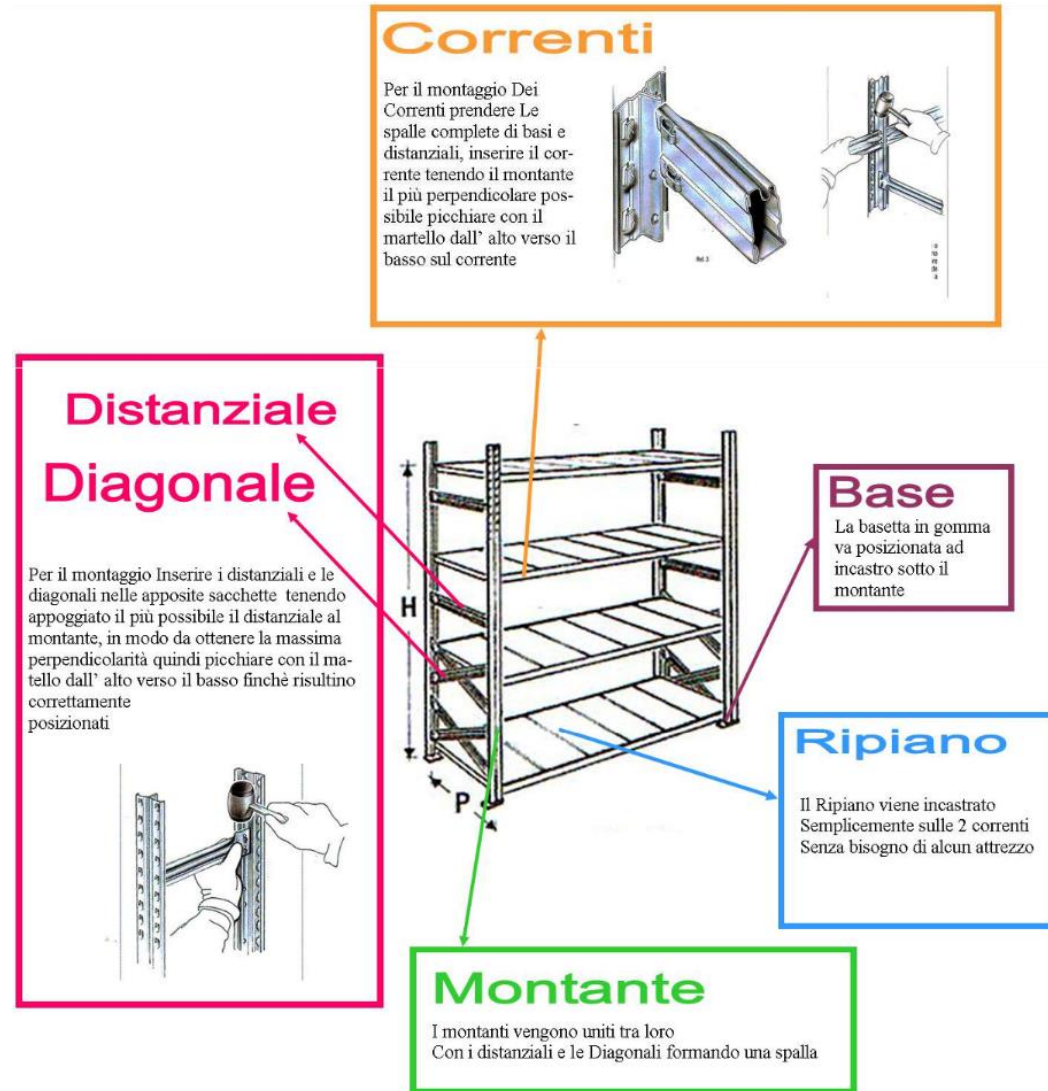 Correnti
Per il montaggio Dei
Correnti prendere Le
spalle complete di basi e
distanziali, inserire il cor-
rente tenendo il montante
il più perpendicolare pos-
sibile picchiare con il
martello dall' alto verso il
basso sul corrente
Distanziale
Diagonale
Per il montaggio Inserire i distanziali e le
diagonali nelle apposite sacchette tenendo
appoggiato il più possibile il distanziale al
montante, in modo da ottenere la massima
perpendicolarità quindi picchiare con il ma-
tello dall' alto verso il basso finchè risultino
correttamente
posizionati
H
P
Base
La basetta in gomma
va posizionata ad
incastro sotto il
montante
Ripiano
Il Ripiano viene incastrato
Semplicemente sulle 2 correnti
Senza bisogno di alcun attrezzo
Montante
I montanti vengono uniti tra loro
Con i distanziali e le Diagonali formando una spalla